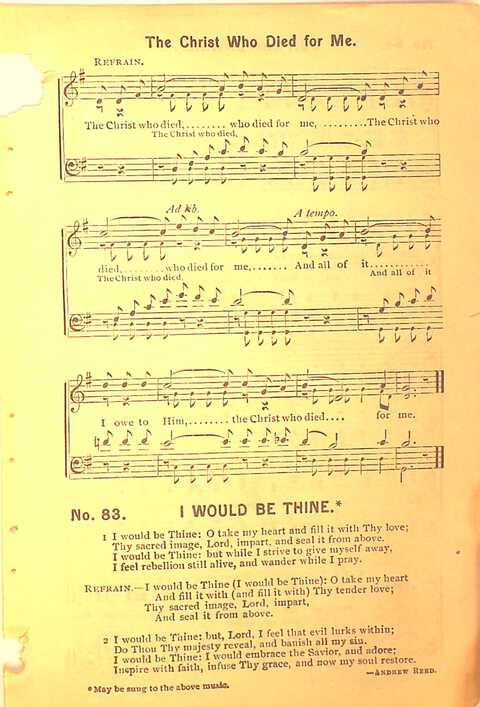 The Christ Who Died for Me.
REFRAIN.
The Christ who died,........ who died for me,............The Christ who
The Christ who died,
Ad lib. A tempo.
died,.........who died for me,....... And all of it............
The Christ who died, And all of it
I owe to Him,........the Christ who died.... for me.
No. 83. I WOULD BE THINE.*
1 I would be Thine: O take my heart and fill it with Thy love;
Thy sacred image, Lord, impart, and seal it from above.
I would be Thine: but while I strive to give myself away,
I feel rebellion still alive, and wander while I pray.
REFRAIN.—I would be Thine (I would be Thine): O take my heart
And fill it with (and fill it with) Thy tender love;
Thy sacred image, Lord, impart,
And seal it from above.
2 I would be Thine: but, Lord, I feel that evil lurks within;
Do Thou Thy majesty reveal, and banish all my sin.
I would be Thine: I would embrace the Savior, and adore:
Inspire with faith, infuse Thy grace, and now my soul restore.
—ANDREW REED.
*May be sung to the above music.